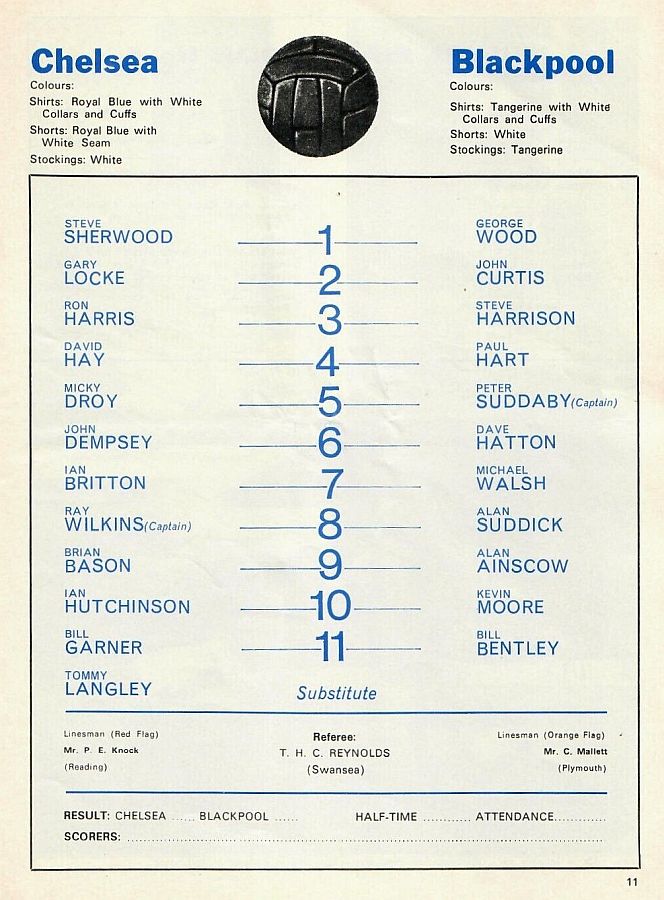 Chelsea
Colours:
Shirts: Royal Blue with White
Collars and Cuffs
Shorts: Royal Blue with
White Seam
Stockings: White
Blackpool
Colours:
Shirts: Tangerine with White
Collars and Cuffs
Shorts: White
Stockings: Tangerine
STEVE
SHERWOOD 1 GEORGE
WOOD
GARY
LOCKE 2 JOHN
CURTIS
RON
HARRIS 3 STEVE
HARRISON
DAVID
HAY 4 PAUL
HART
MICKY
DROY 5 PETER
SUDDABY (Captain)
JOHN
DEMPSEY 6 DAVE
HATTON
IAN
BRITTON 7 MICHAEL
WALSH
RAY
WILKINS (Captain) 8 ALAN
SUDDICK
BRIAN
BASON 9 ALAN
AINSCOW
IAN
HUTCHINSON 10 KEVIN
MOORE
BILL
GARNER 11 BILL
BENTLEY
TOMMY
LANGLEY Substitute
Linesman (Red Flag)
Mr. P. E. Knock
(Reading)
Referee:
T. H. C. REYNOLDS
(Swansea)
Linesman (Orange Flag)
Mr. C. Mallett
(Plymouth)
RESULT: CHELSEA ...... BLACKPOOL ...... HALF-TIME ............ ATTENDANCE.............
SCORERS: ........................................................................
11